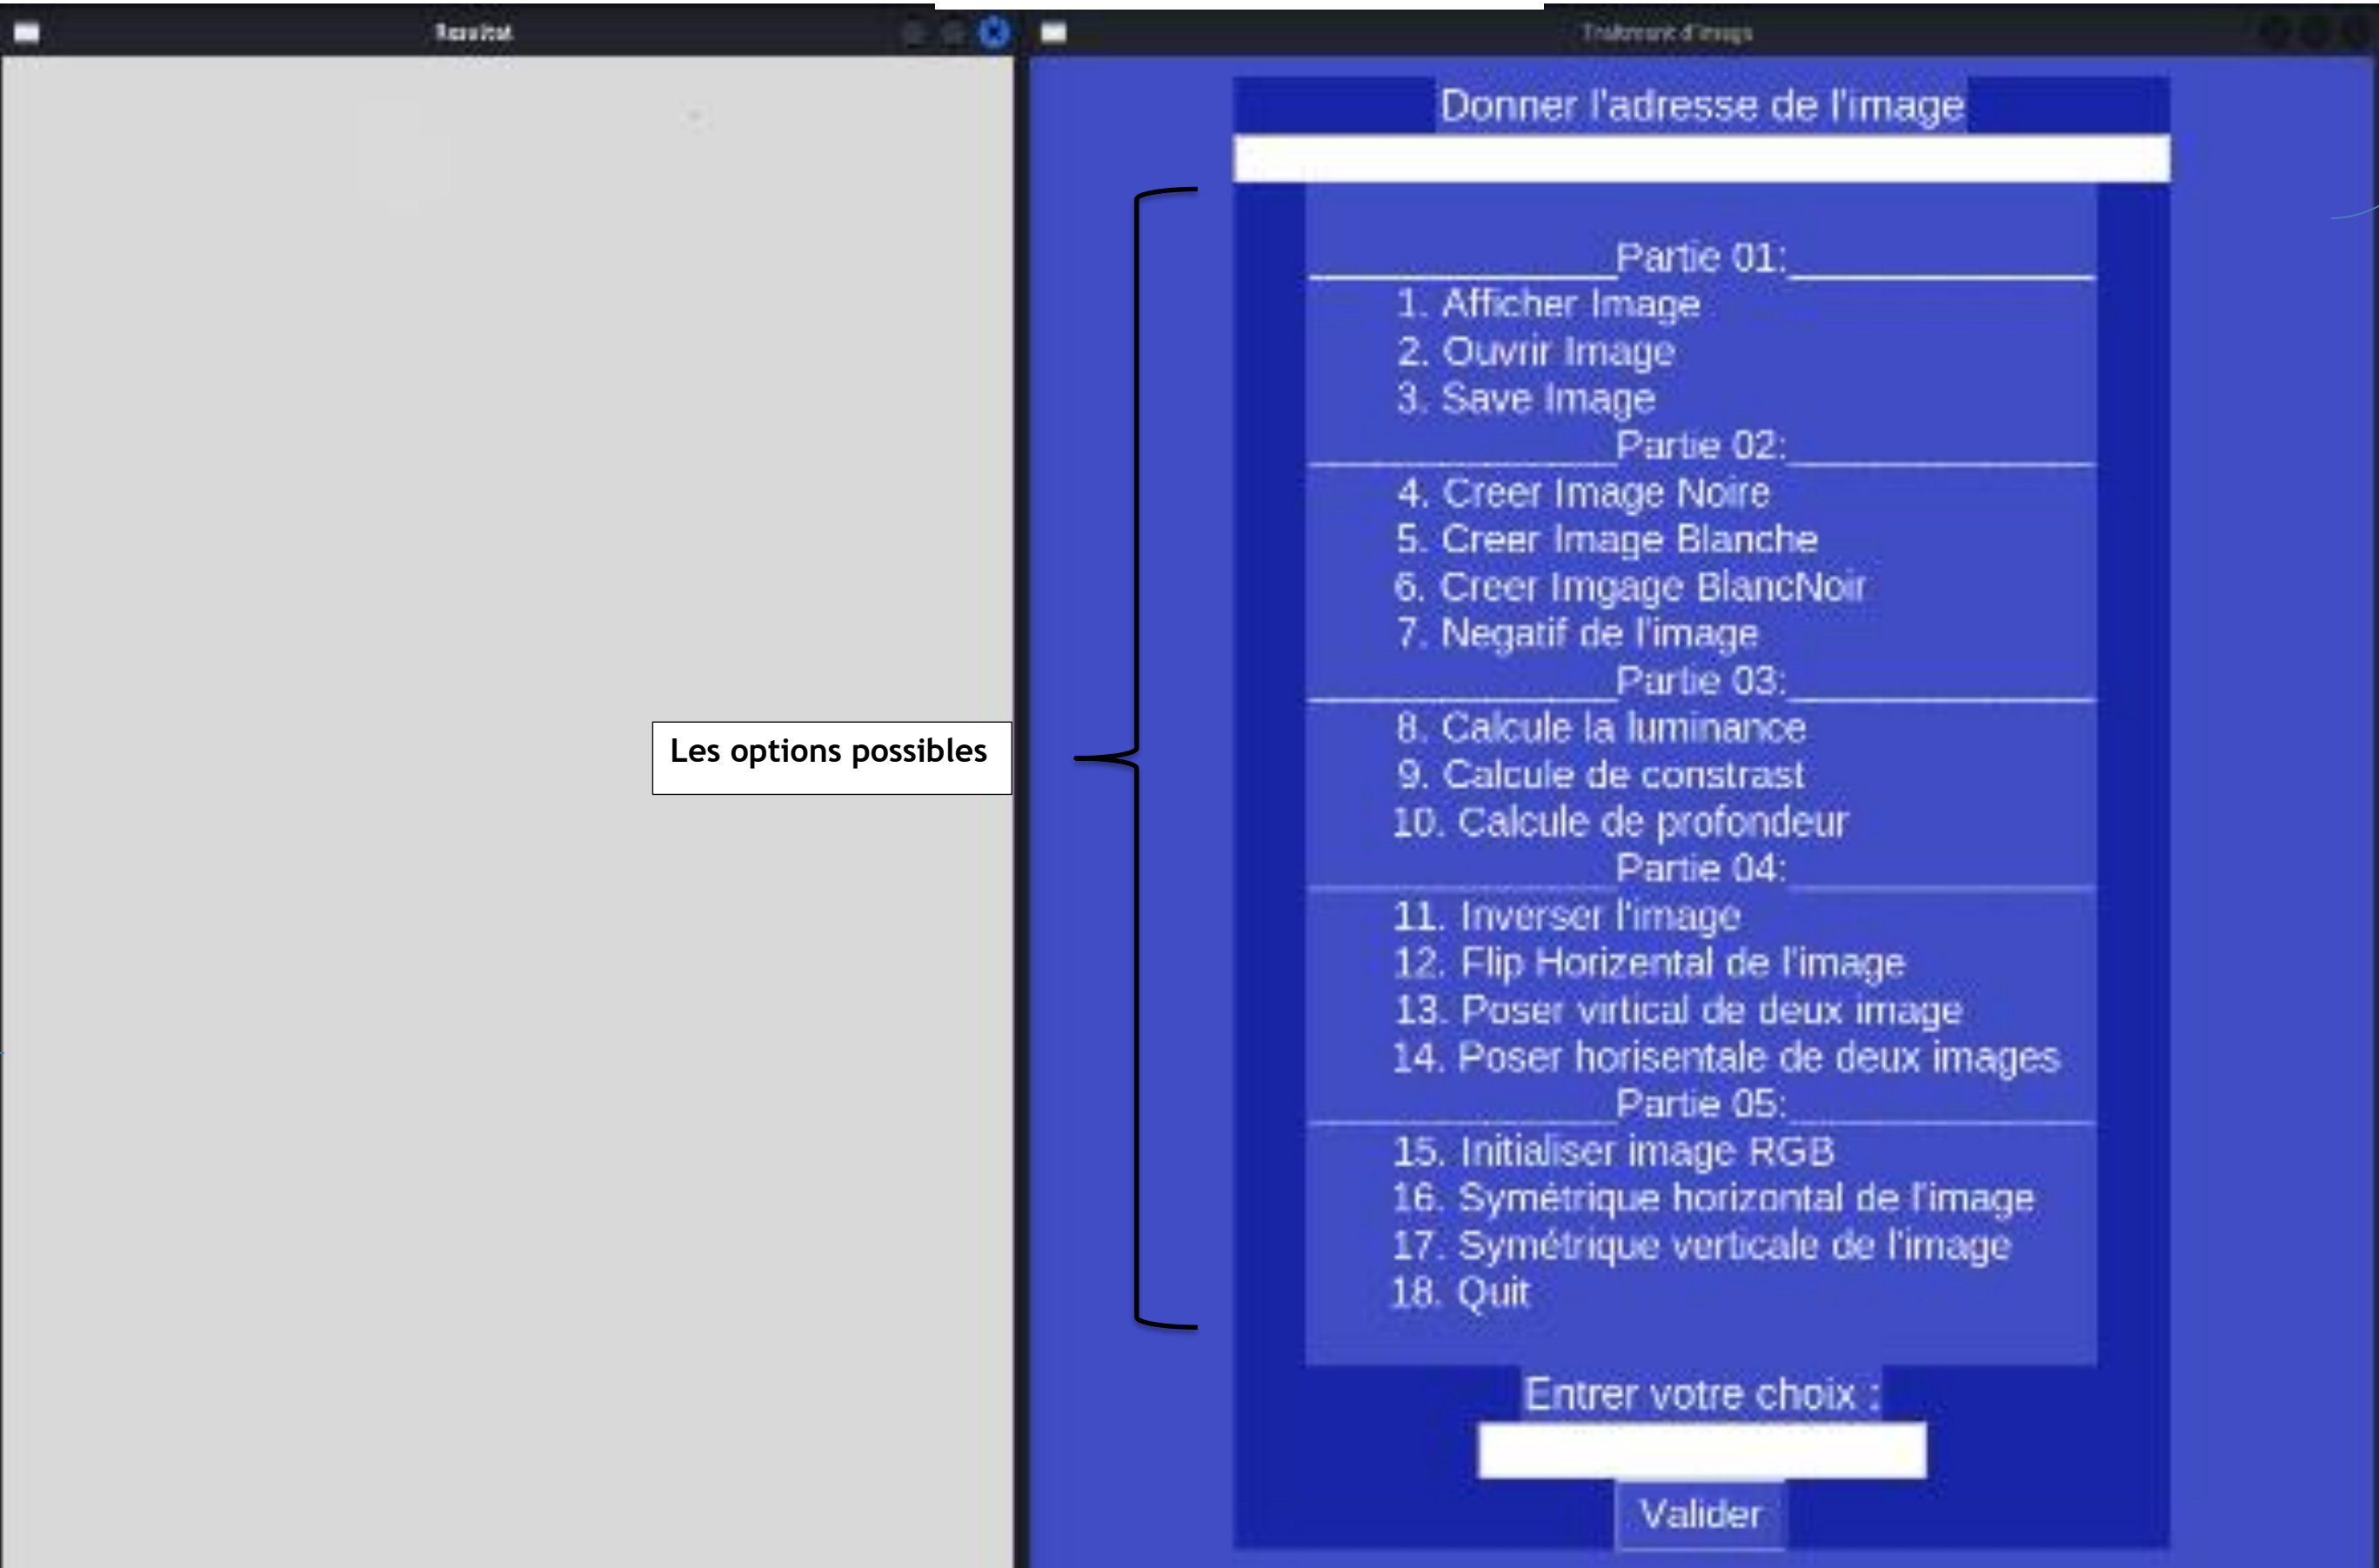 Resultat
Traitement d'image
Donner l'adresse de l'image
Partie 01:
1. Afficher Image
2. Ouvrir Image
3. Save Image
Partie 02:
4. Creer Image Noire
5. Creer Image Blanche
6. Creer Imgage BlancNoir
7. Negatif de l'image
Partie 03:
8. Calcule la luminance
9. Calcule de constrast
10. Calcule de profondeur
Partie 04:
11. Inverser l'image
12. Flip Horizental de l'image
13. Poser virtical de deux image
14. Poser horisentale de deux images
Partie 05:
15. Initialiser image RGB
16. Symétrique horizontal de l'image
17. Symétrique verticale de l'image
18. Quit
Les options possibles
Entrer votre choix :
Valider